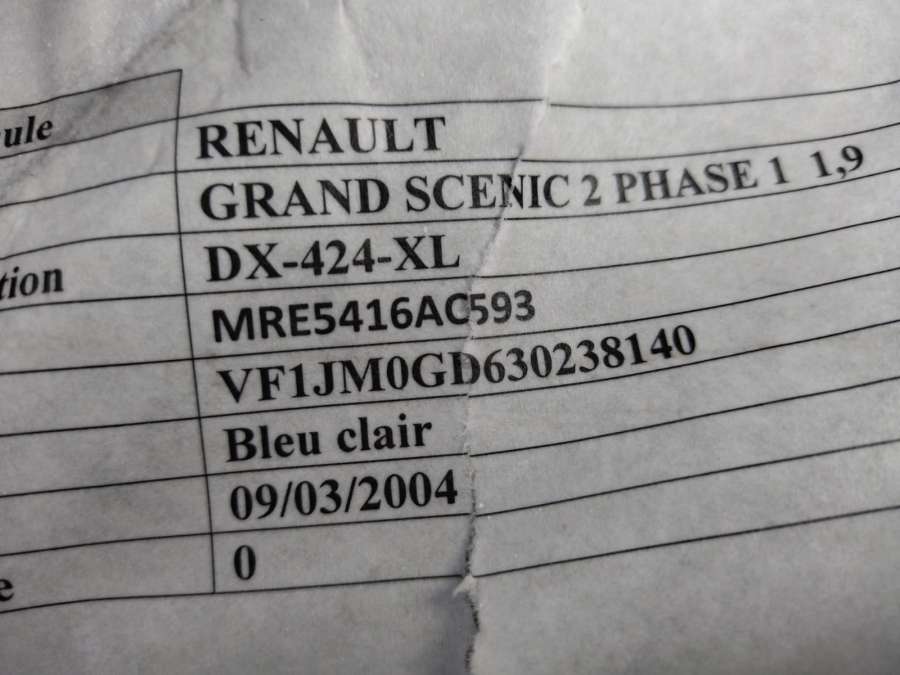 ule RENAULT
GRAND SCENIC 2 PHASE 1 1,9
tion DX-424-XL
MRE5416AC593
VF1JM0GD630238140
Bleu clair
09/03/2004
e 0